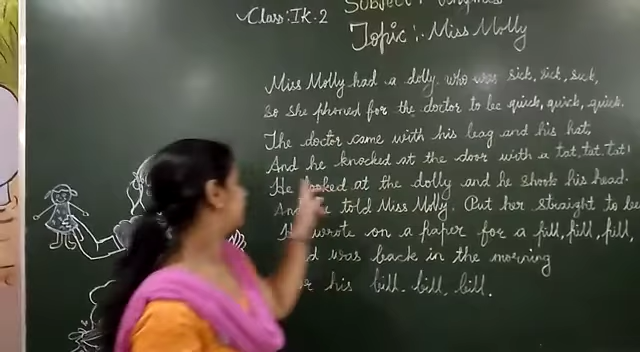 Subject:
Class: IK-2
Topic: Miss Molly
Miss Molly had a dolly who was sick, sick, sick,
So she phoned for the doctor to be quick, quick, quick.
The doctor came with his beag and his hat,
And he knocked at the door with a tat, tat, tat!
He looked at the dolly and he shook his head.
And he told Miss Molly. Put her straight to be
wrote on a paper for a pill, pill, pill,
was back in the morning
his bill, bill, bill.